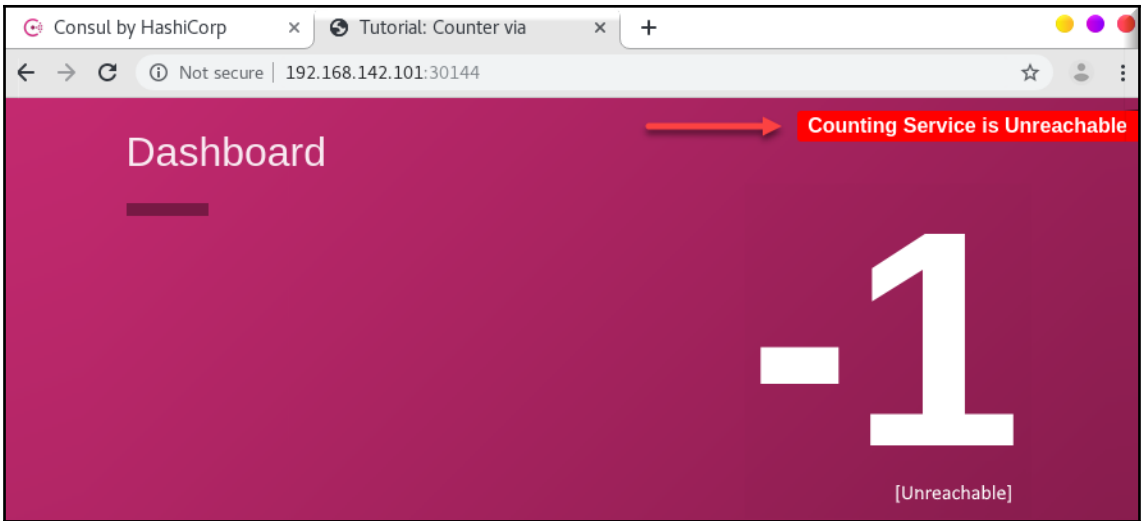 Consul by HashiCorp × Tutorial: Counter via × +
Not secure | 192.168.142.101:30144
Counting Service is Unreachable
Dashboard
-1
[Unreachable]